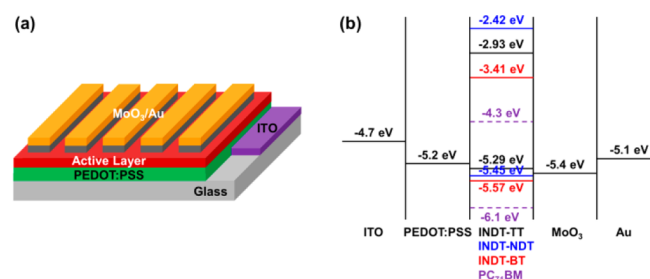 (a)
MoO3/Au
ITO
Active Layer
PEDOT:PSS
Glass
(b)
-2.42 eV
-2.93 eV
-3.41 eV
-4.3 eV
-4.7 eV
-5.2 eV
-5.29 eV
-5.45 eV
-5.57 eV
-6.1 eV
-5.4 eV
-5.1 eV
ITO PEDOT:PSS INDT-TT MoO3 Au
INDT-NDT
INDT-BT
PC71BM